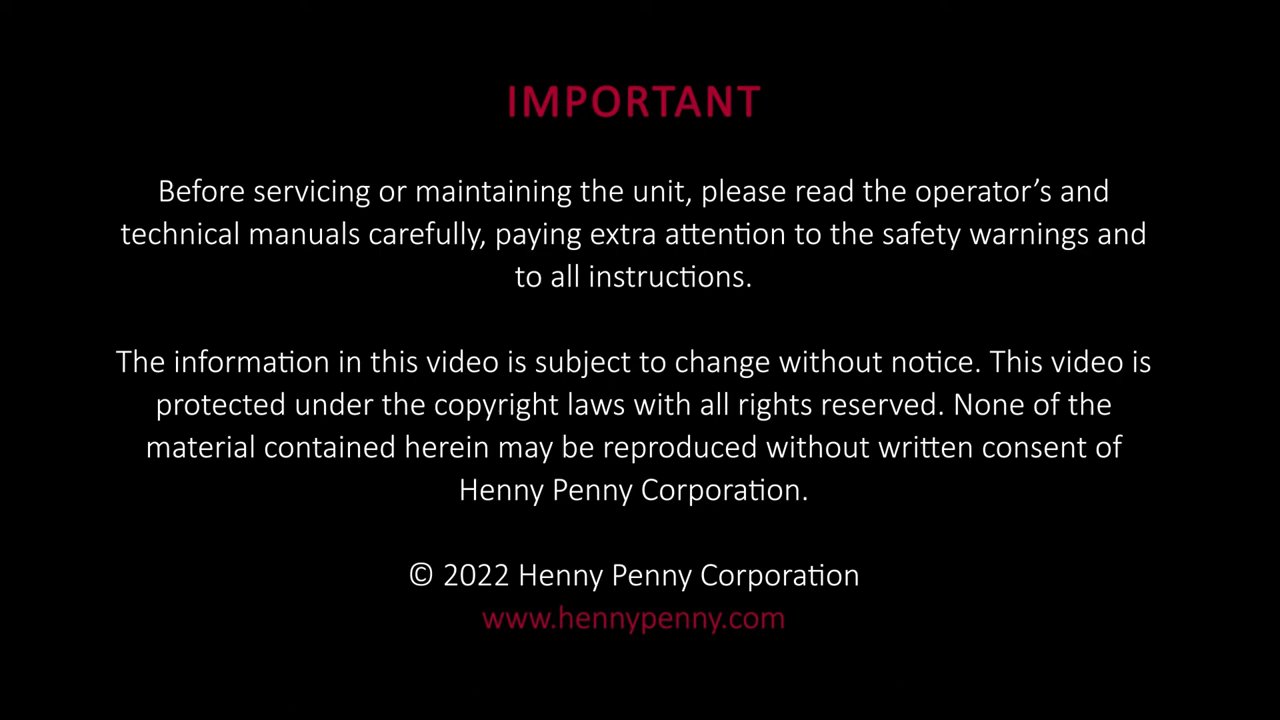 IMPORTANT
Before servicing or maintaining the unit, please read the operator’s and
technical manuals carefully, paying extra attention to the safety warnings and
to all instructions.
The information in this video is subject to change without notice. This video is
protected under the copyright laws with all rights reserved. None of the
material contained herein may be reproduced without written consent of
Henny Penny Corporation.
© 2022 Henny Penny Corporation
www.hennypenny.com